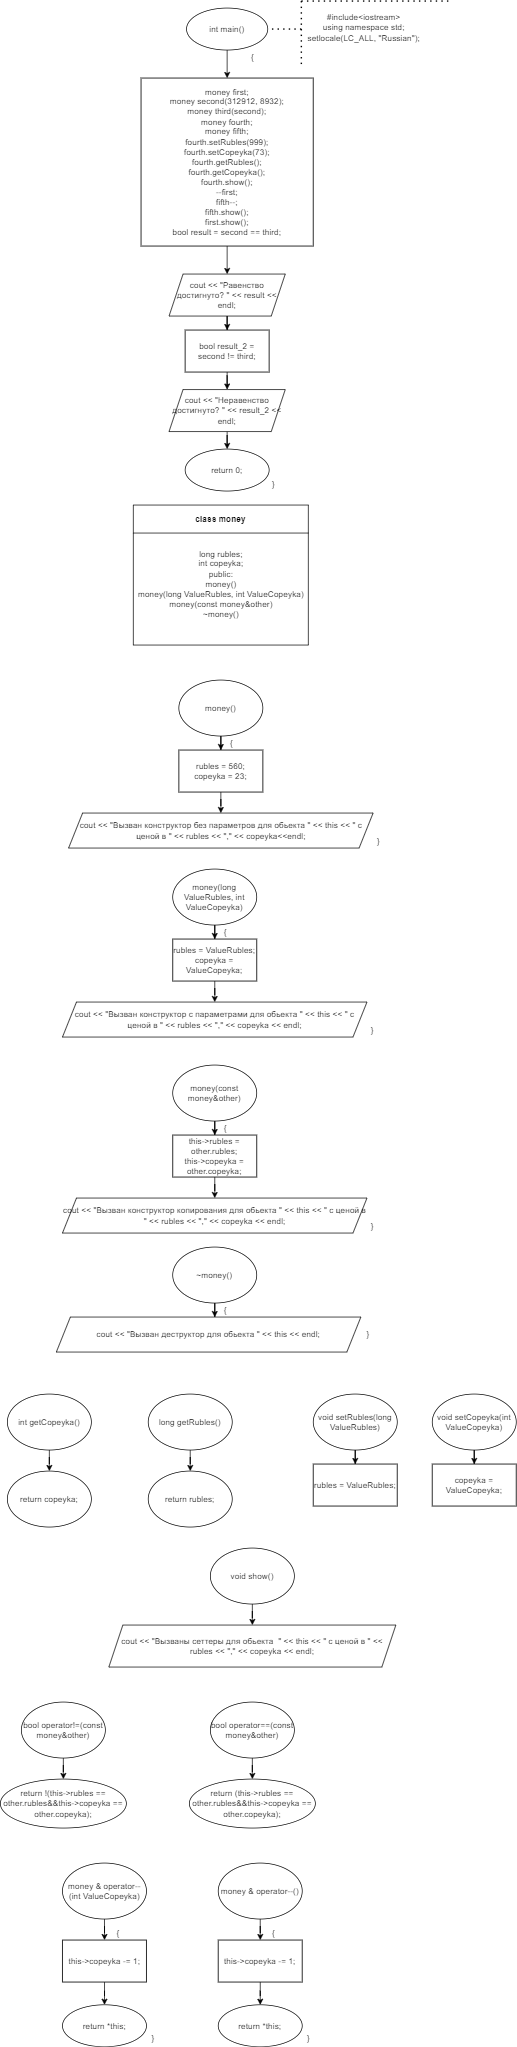 int main()
#include<iostream>
using namespace std;
setlocale(LC_ALL, "Russian");
{
money first;
money second(312912, 8932);
money third(second);
money fourth;
money fifth;
fourth.setRubles(999);
fourth.setCopeyka(73);
fourth.getRubles();
fourth.getCopeyka();
fourth.show();
--first;
fifth--;
fifth.show();
first.show();
bool result = second == third;
cout << "Равенство
достигнуто? " << result <<
endl;
bool result_2 =
second != third;
cout << "Неравенство
достигнуто? " << result_2 <<
endl;
return 0;
}
class money
long rubles;
int copeyka;
public:
money()
money(long ValueRubles, int ValueCopeyka)
money(const money&other)
~money()
money()
{
rubles = 560;
copeyka = 23;
cout << "Вызван конструктор без параметров для обьекта " << this << " с
ценой в " << rubles << "," << copeyka<<endl;
}
money(long
ValueRubles, int
ValueCopeyka)
{
rubles = ValueRubles;
copeyka =
ValueCopeyka;
cout << "Вызван конструктор с параметрами для обьекта " << this << " с
ценой в " << rubles << "," << copeyka << endl;
}
money(const
money&other)
{
this->rubles =
other.rubles;
this->copeyka =
other.copeyka;
cout << "Вызван конструктор копирования для обьекта " << this << " с ценой в
" << rubles << "," << copeyka << endl;
}
~money()
{
cout << "Вызван деструктор для обьекта " << this << endl;
}
int getCopeyka()
return copeyka;
long getRubles()
return rubles;
void setRubles(long
ValueRubles)
rubles = ValueRubles;
void setCopeyka(int
ValueCopeyka)
copeyka =
ValueCopeyka;
void show()
cout << "Вызваны сеттеры для обьекта  " << this << " с ценой в " <<
rubles << "," << copeyka << endl;
bool operator!=(const
money&other)
return !(this->rubles ==
other.rubles&&this->copeyka ==
other.copeyka);
bool operator==(const
money&other)
return (this->rubles ==
other.rubles&&this->copeyka ==
other.copeyka);
money & operator--
(int ValueCopeyka)
{
this->copeyka -= 1;
return *this;
}
money & operator--()
{
this->copeyka -= 1;
return *this;
}